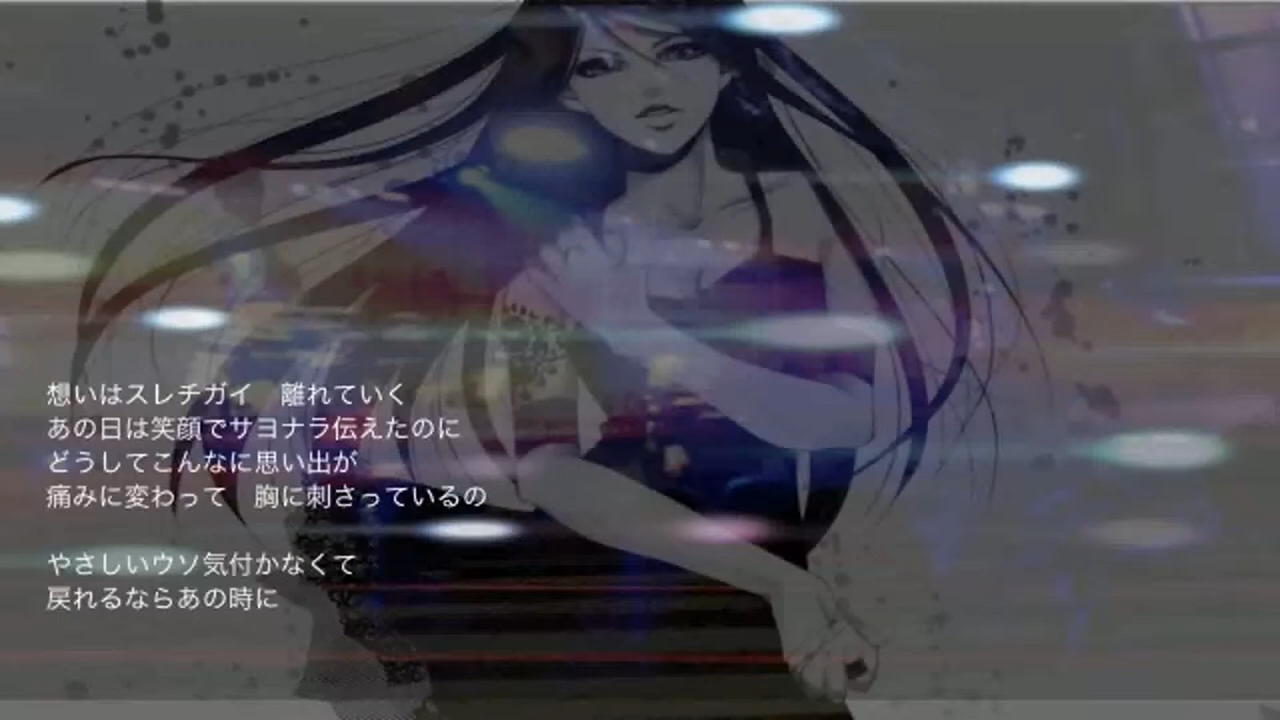 想いはスレチガイ　離れていく
あの日は笑顔でサヨナラ伝えたのに
どうしてこんなに思い出が
痛みに変わって　胸に刺さっているの
やさしいウソ気付かなくて
戻れるならあの時に